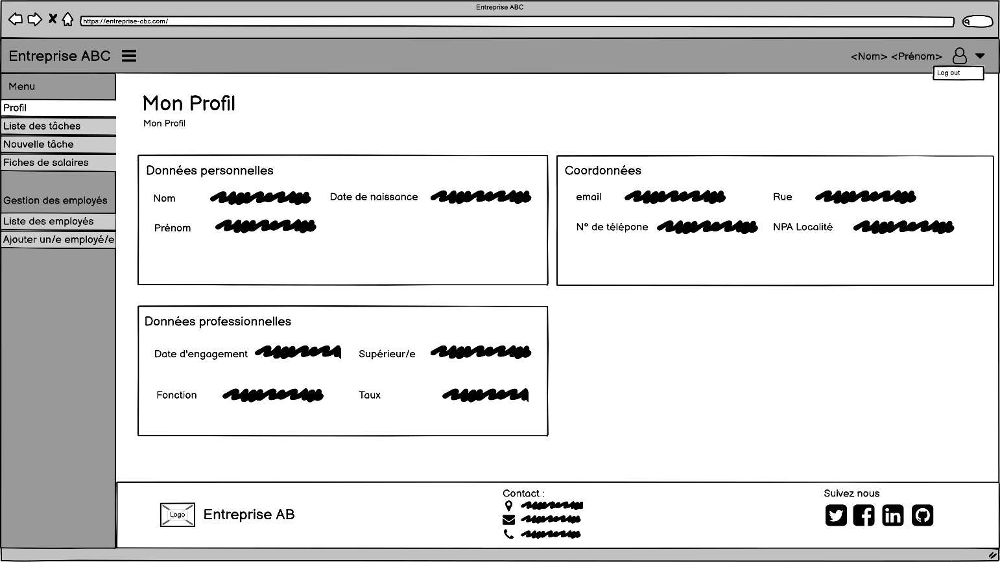 Entreprise ABC
https://entreprise-abc.com/
Entreprise ABC
<Nom> <Prénom>
Log out
Menu
Profil
Liste des tâches
Nouvelle tâche
Fiches de salaires
Gestion des employés
Liste des employés
Ajouter un/e employé/e
Mon Profil
Mon Profil
Données personnelles
Nom
Date de naissance
Prénom
Coordonnées
email
Rue
N° de télépone
NPA Localité
Données professionnelles
Date d'engagement
Supérieur/e
Fonction
Taux
Logo
Entreprise AB
Contact :
Suivez nous